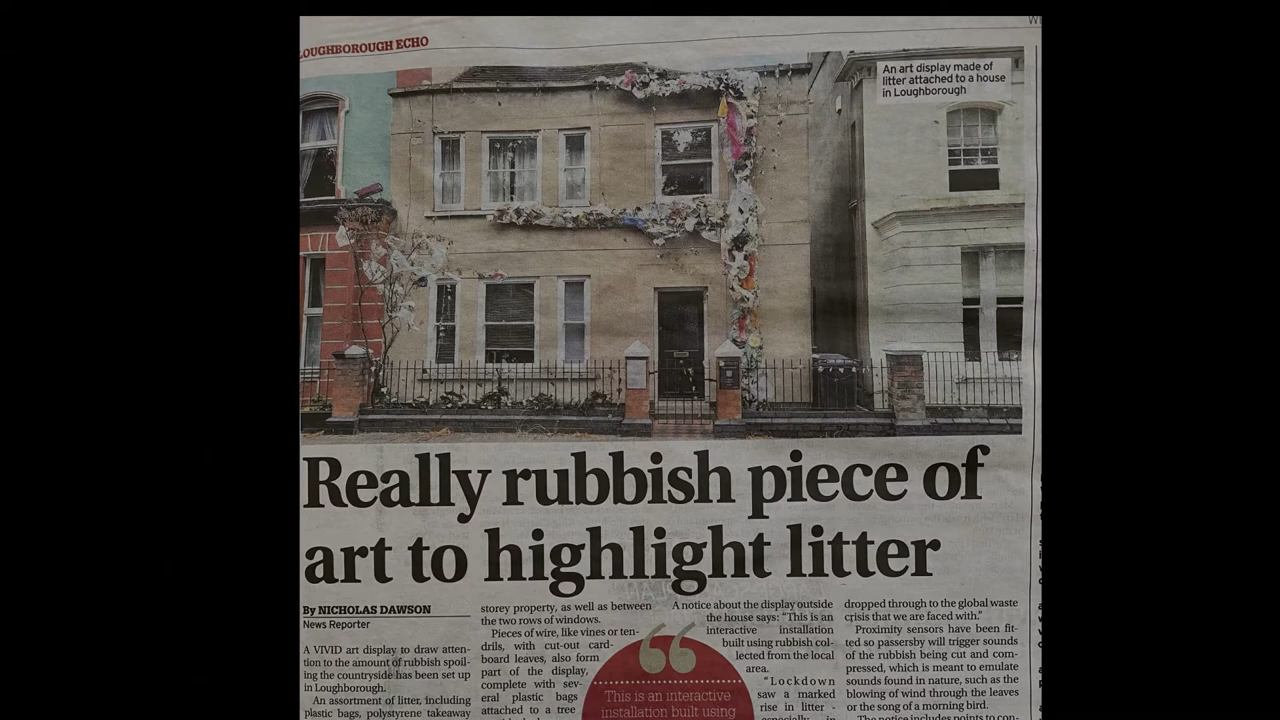 LOUGHBOROUGH ECHO
An art display made of
litter attached to a house
in Loughborough
Really rubbish piece of
art to highlight litter
By NICHOLAS DAWSON
News Reporter
A VIVID art display to draw atten-
tion to the amount of rubbish spoil-
ing the countryside has been set up
in Loughborough.
An assortment of litter, including
plastic bags, polystyrene takeaway
storey property, as well as between
the two rows of windows.
Pieces of wire, like vines or ten-
drils, with cut-out card-
board leaves, also form
part of the display,
complete with sev-
eral plastic bags
attached to a tree
A notice about the display outside
the house says: “This is an
interactive installation
built using rubbish col-
lected from the local
area.
“Lockdown
saw a marked
rise in litter -
especially in
This is an interactive
installation built using
dropped through to the global waste
crisis that we are faced with.”
Proximity sensors have been fit-
ted so passersby will trigger sounds
of the rubbish being cut and com-
pressed, which is meant to emulate
sounds found in nature, such as the
blowing of wind through the leaves
or the song of a morning bird.
The notice includes points to con-